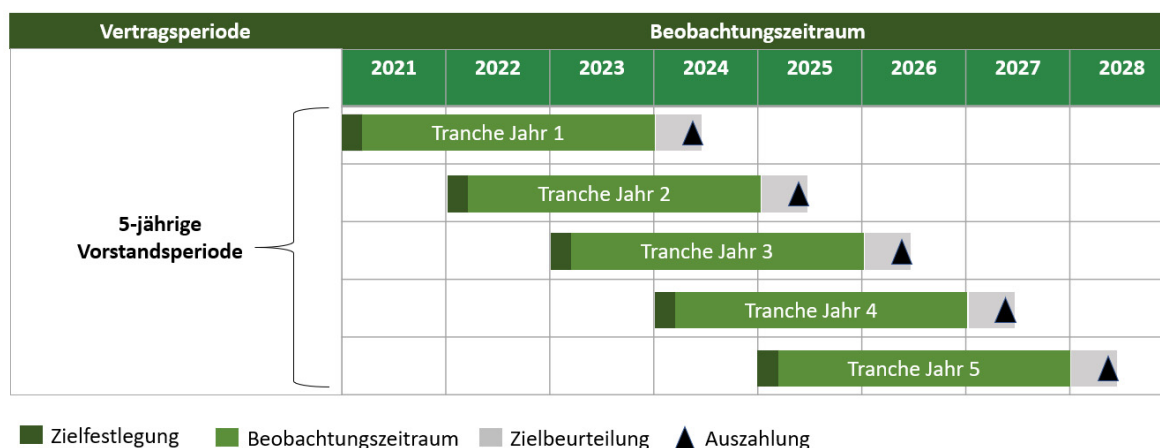 Vertragsperiode Beobachtungszeitraum
2021 2022 2023 2024 2025 2026 2027 2028
Tranche Jahr 1
Tranche Jahr 2
5-jährige
Vorstandsperiode
Tranche Jahr 3
Tranche Jahr 4
Tranche Jahr 5
Zielfestlegung Beobachtungszeitraum Zielbeurteilung Auszahlung